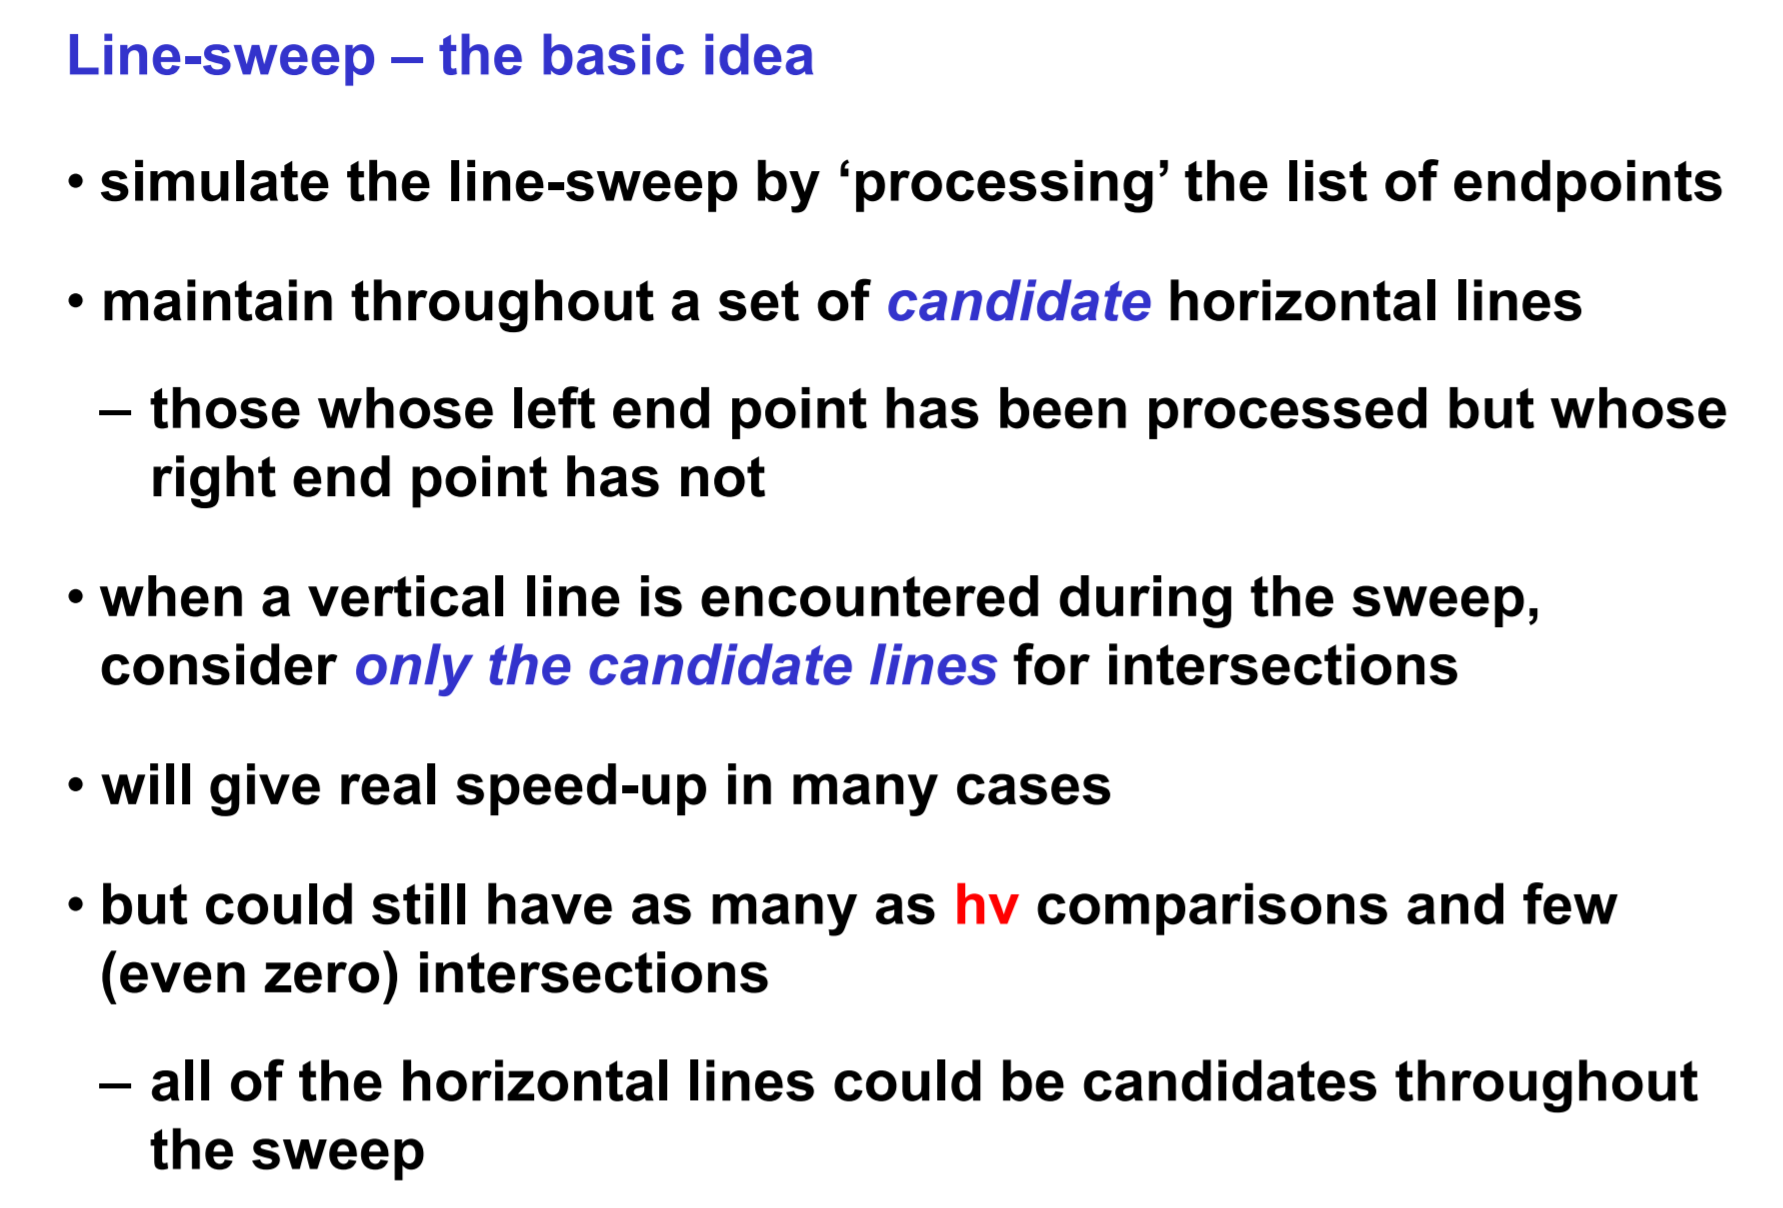 Line-sweep – the basic idea
• simulate the line-sweep by ‘processing’ the list of endpoints
• maintain throughout a set of candidate horizontal lines
– those whose left end point has been processed but whose
right end point has not
• when a vertical line is encountered during the sweep,
consider only the candidate lines for intersections
• will give real speed-up in many cases
• but could still have as many as hv comparisons and few
(even zero) intersections
– all of the horizontal lines could be candidates throughout
the sweep